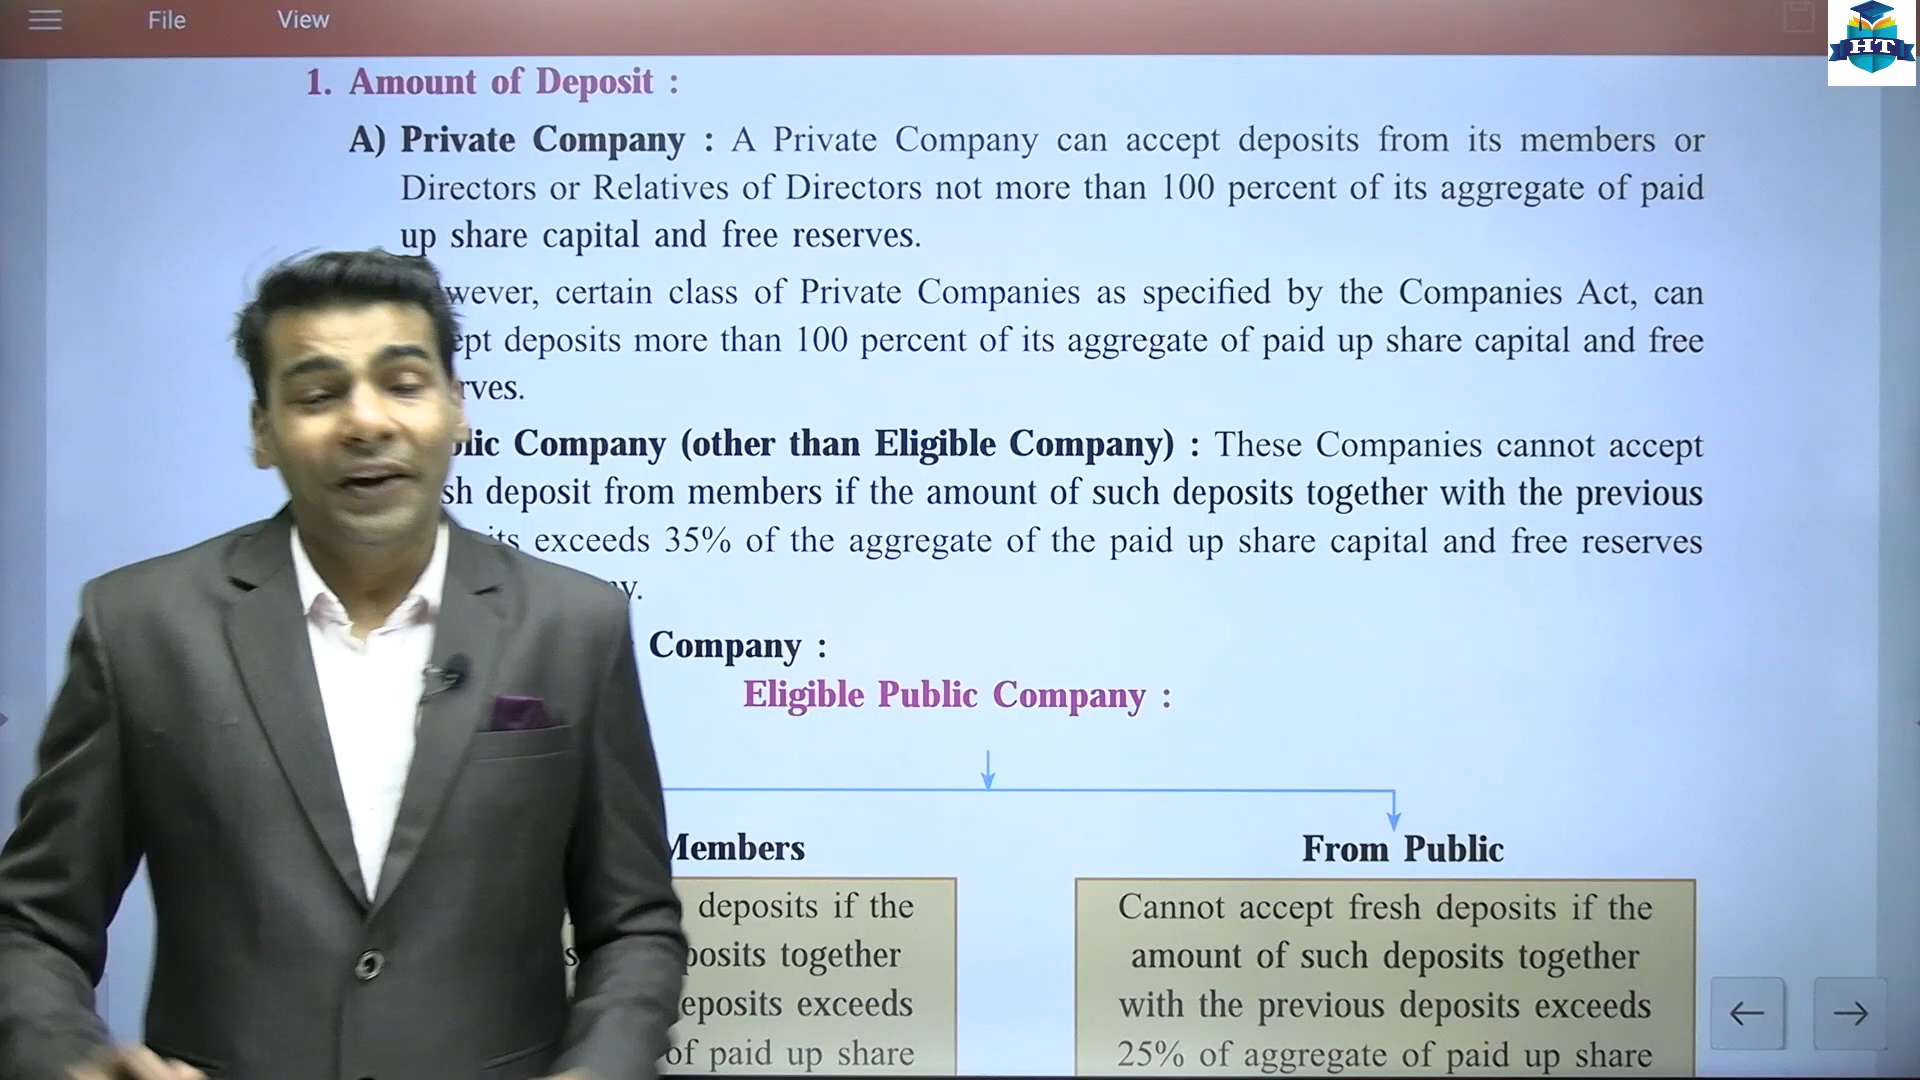 File View
HT
1. Amount of Deposit :
A) Private Company : A Private Company can accept deposits from its members or
Directors or Relatives of Directors not more than 100 percent of its aggregate of paid
up share capital and free reserves.
wever, certain class of Private Companies as specified by the Companies Act, can
ept deposits more than 100 percent of its aggregate of paid up share capital and free
rves.
lic Company (other than Eligible Company) : These Companies cannot accept
sh deposit from members if the amount of such deposits together with the previous
its exceeds 35% of the aggregate of the paid up share capital and free reserves
y.
Company :
Eligible Public Company :
Members From Public
deposits if the
posits together
eposits exceeds
of paid up share
Cannot accept fresh deposits if the
amount of such deposits together
with the previous deposits exceeds
25% of aggregate of paid up share